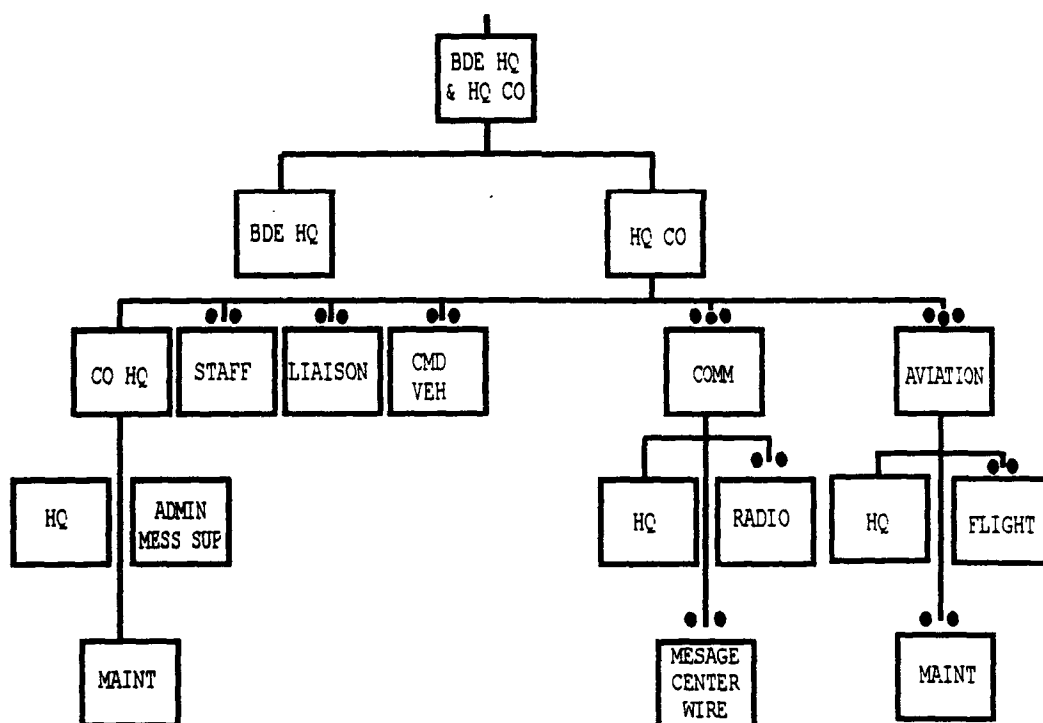 BDE HQ
& HQ CO
BDE HQ
HQ CO
CO HQ
STAFF
LIAISON
CMD
VEH
COMM
AVIATION
HQ
ADMIN
MESS SUP
HQ
RADIO
HQ
FLIGHT
MAINT
MESAGE
CENTER
WIRE
MAINT